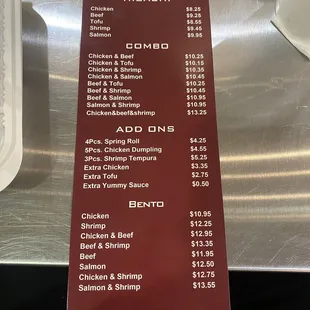 Chicken $8.25
Beef $9.25
Tofu $8.55
Shrimp $9.45
Salmon $9.95
COMBO
Chicken & Beef $10.25
Chicken & Tofu $10.15
Chicken & Shrimp $10.35
Chicken & Salmon $10.45
Beef & Tofu $10.25
Beef & Shrimp $10.45
Beef & Salmon $10.95
Salmon & Shrimp $10.95
Chicken&beef&shrimp $13.25
ADD ONS
4Pcs. Spring Roll $4.25
5Pcs. Chicken Dumpling $4.55
3Pcs. Shrimp Tempura $5.25
Extra Chicken $3.35
Extra Tofu $2.75
Extra Yummy Sauce $0.50
BENTO
Chicken $10.95
Shrimp $12.25
Chicken & Beef $12.95
Beef & Shrimp $13.35
Beef $11.95
Salmon $12.50
Chicken & Shrimp $12.75
Salmon & Shrimp $13.55